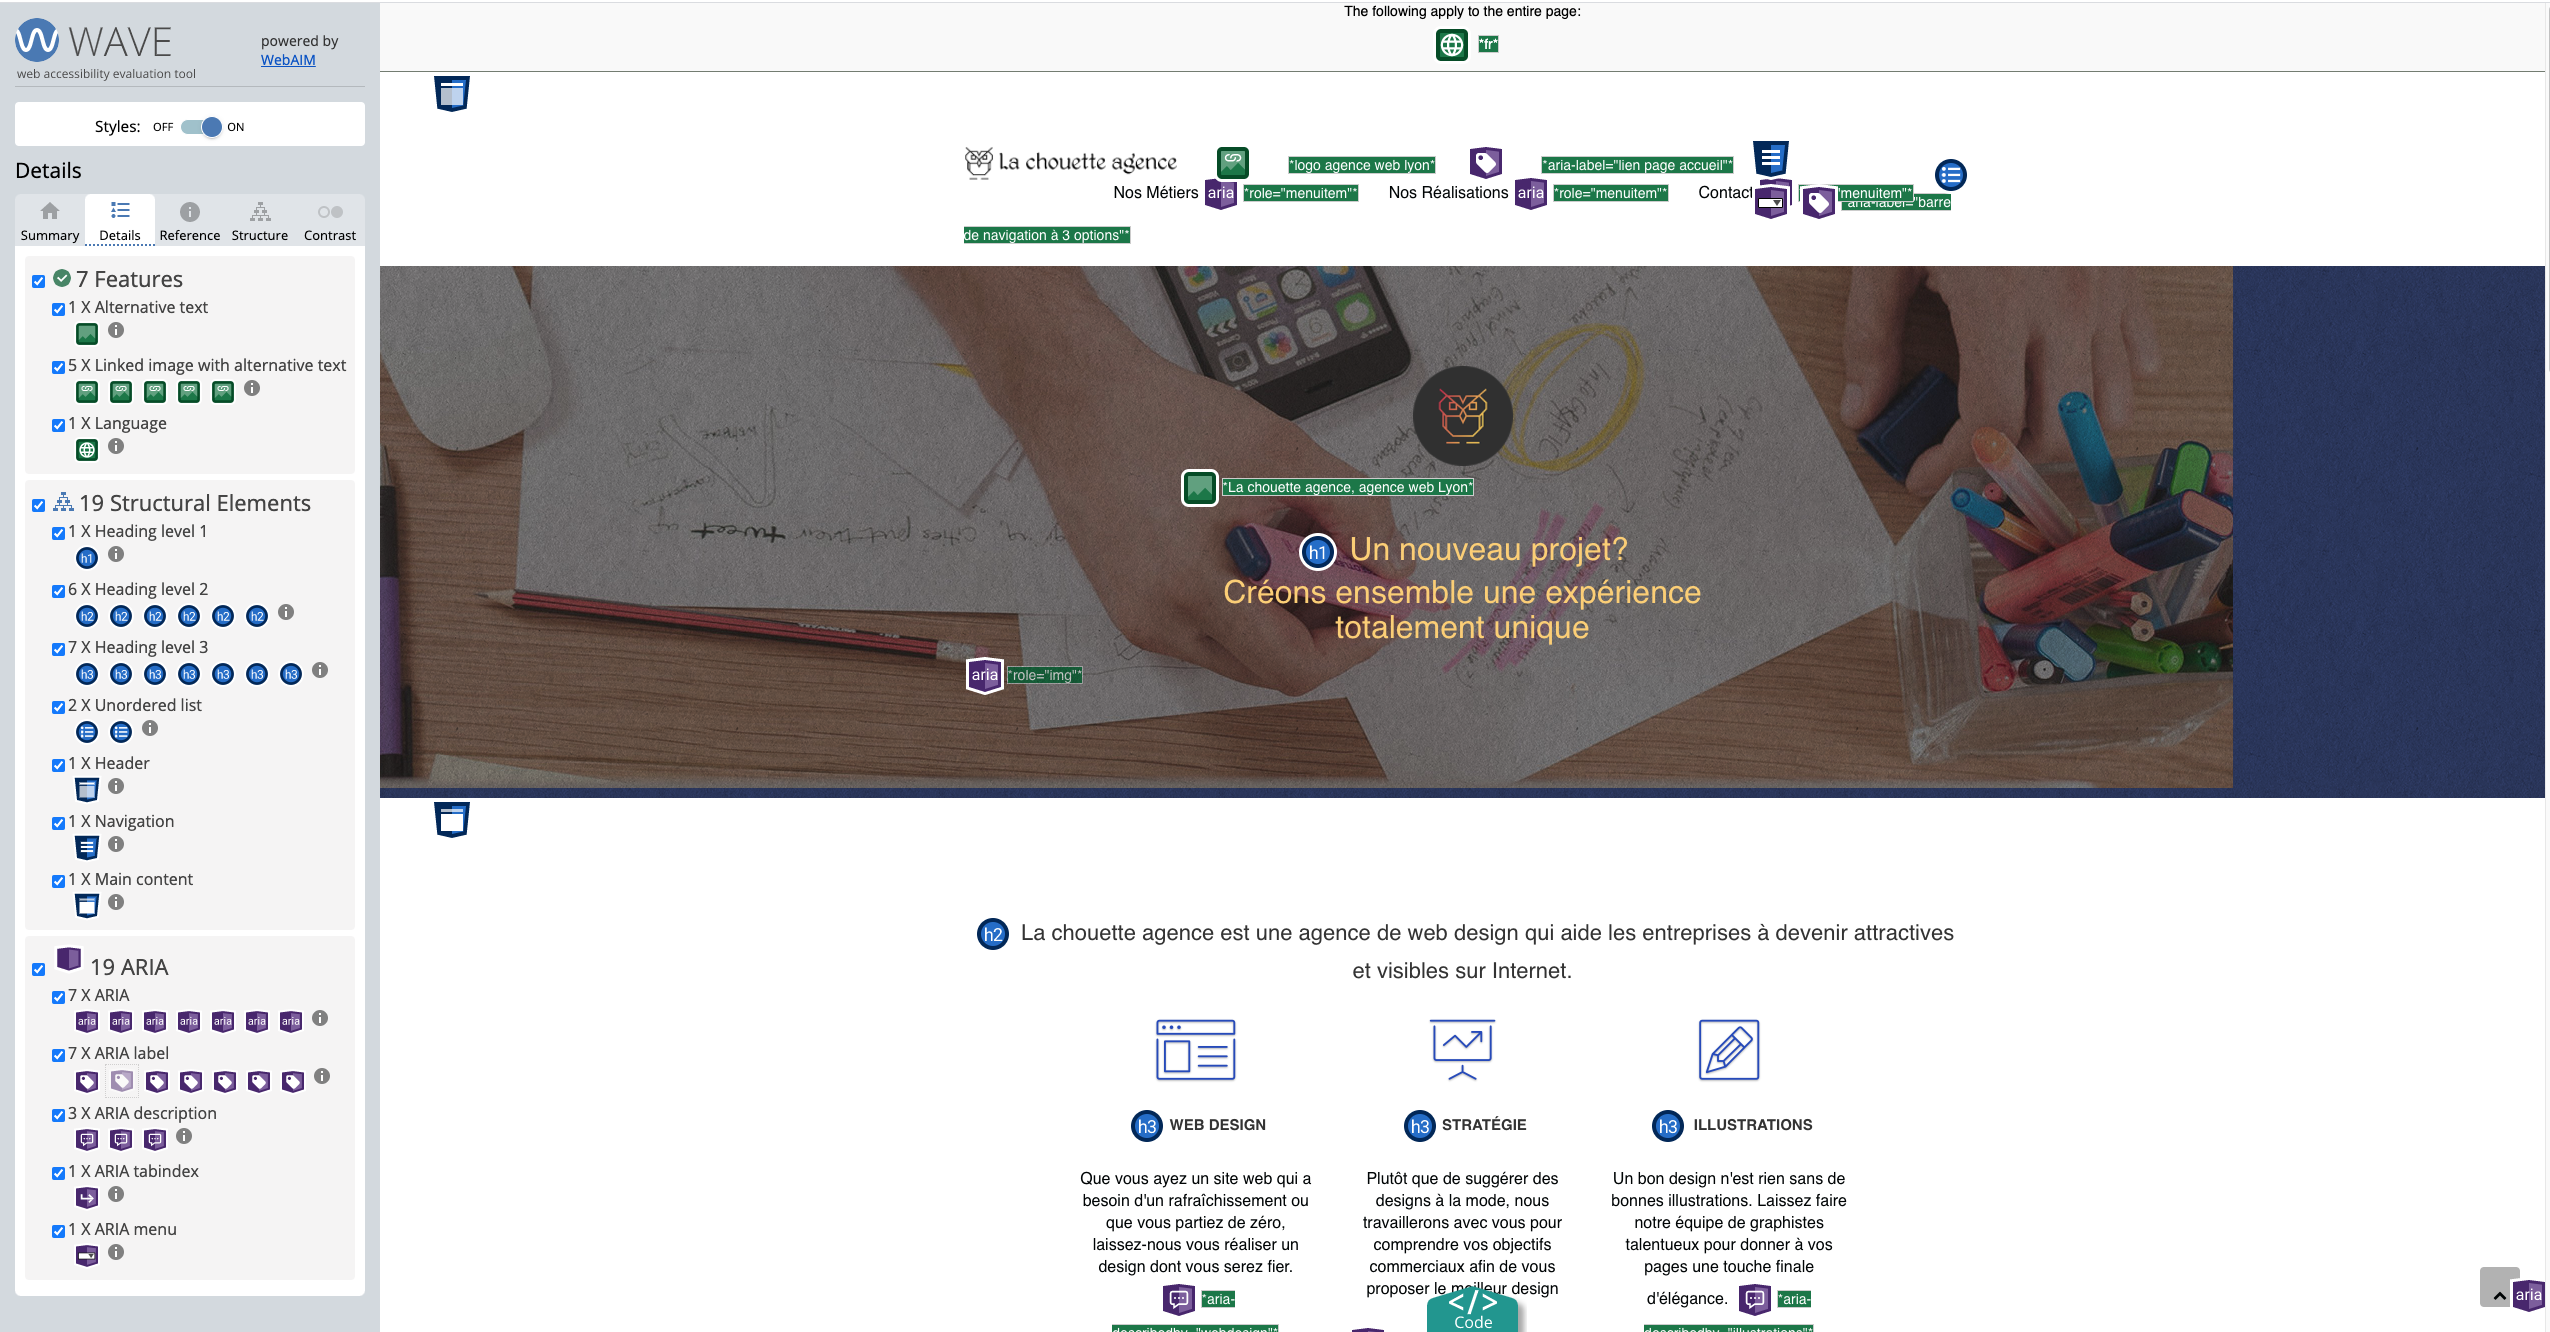 WAVE
powered by
WebAIM
web accessibility evaluation tool
Styles: OFF ON
Details
Summary Details Reference Structure Contrast
7 Features
1 X Alternative text
5 X Linked image with alternative text
1 X Language
19 Structural Elements
1 X Heading level 1
h1
6 X Heading level 2
h2 h2 h2 h2 h2 h2
7 X Heading level 3
h3 h3 h3 h3 h3 h3 h3
2 X Unordered list
1 X Header
1 X Navigation
1 X Main content
19 ARIA
7 X ARIA
aria aria aria aria aria aria aria
7 X ARIA label
3 X ARIA description
1 X ARIA tabindex
1 X ARIA menu
The following apply to the entire page:
*fr*
La chouette agence *logo agence web lyon* *aria-label="lien page accueil"*
Nos Métiers aria *role="menuitem"* Nos Réalisations aria *role="menuitem"* Contact menuitem"*
aria-label="barre
de navigation à 3 options"*
*La chouette agence, agence web Lyon*
h1 Un nouveau projet?
Créons ensemble une expérience
totalement unique
aria *role="img"*
h2 La chouette agence est une agence de web design qui aide les entreprises à devenir attractives
et visibles sur Internet.
h3 WEB DESIGN
Que vous ayez un site web qui a
besoin d'un rafraîchissement ou
que vous partiez de zéro,
laissez-nous vous réaliser un
design dont vous serez fier.
*aria-
describedby="webdesign"*
h3 STRATÉGIE
Plutôt que de suggérer des
designs à la mode, nous
travaillerons avec vous pour
comprendre vos objectifs
commerciaux afin de vous
proposer le meilleur design
</> Code
h3 ILLUSTRATIONS
Un bon design n'est rien sans de
bonnes illustrations. Laissez faire
notre équipe de graphistes
talentueux pour donner à vos
pages une touche finale
d'élégance. *aria-
describedby="illustrations"*
aria